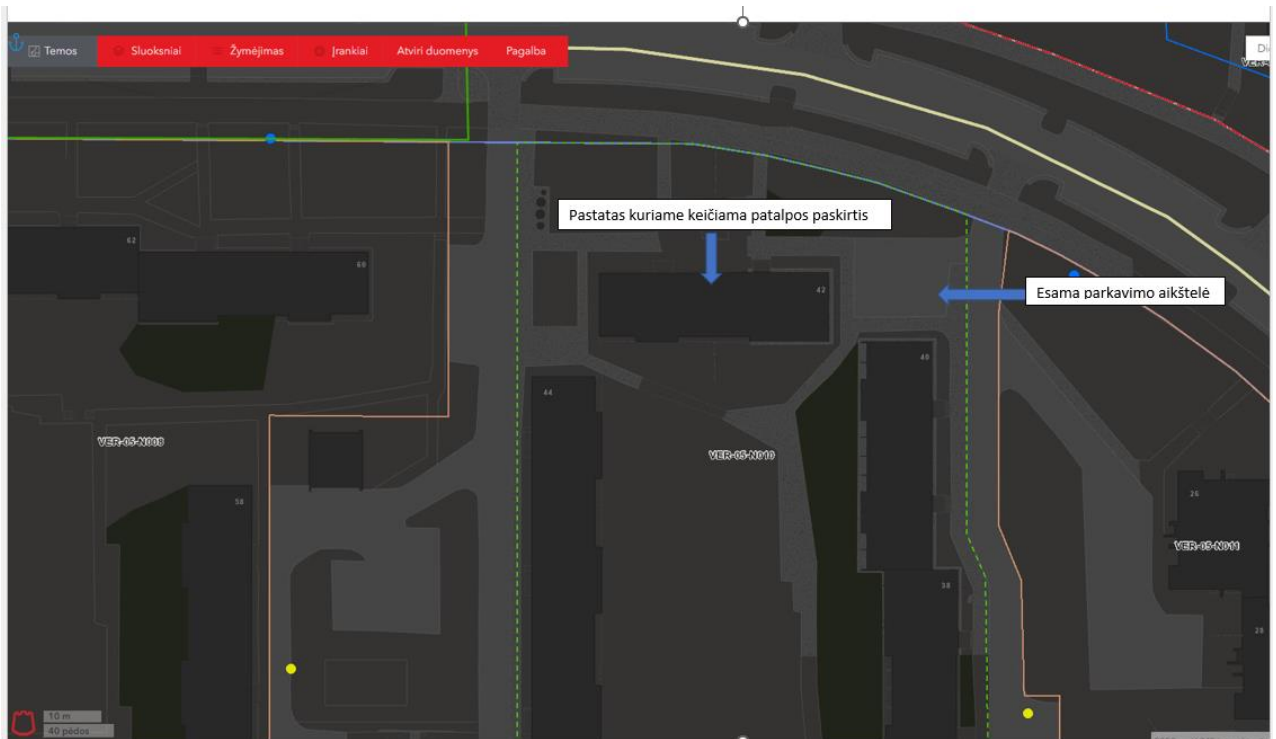 Temos
Sluoksniai
Žymėjimas
Įrankiai
Atviri duomenys
Pagalba
Pastatas kuriame keičiama patalpos paskirtis
62
60
42
Esama parkavimo aikštelė
40
44
VER-05-N008
VER-05-N010
58
26
VER-05-N011
38
20
10 m
40 pėdos